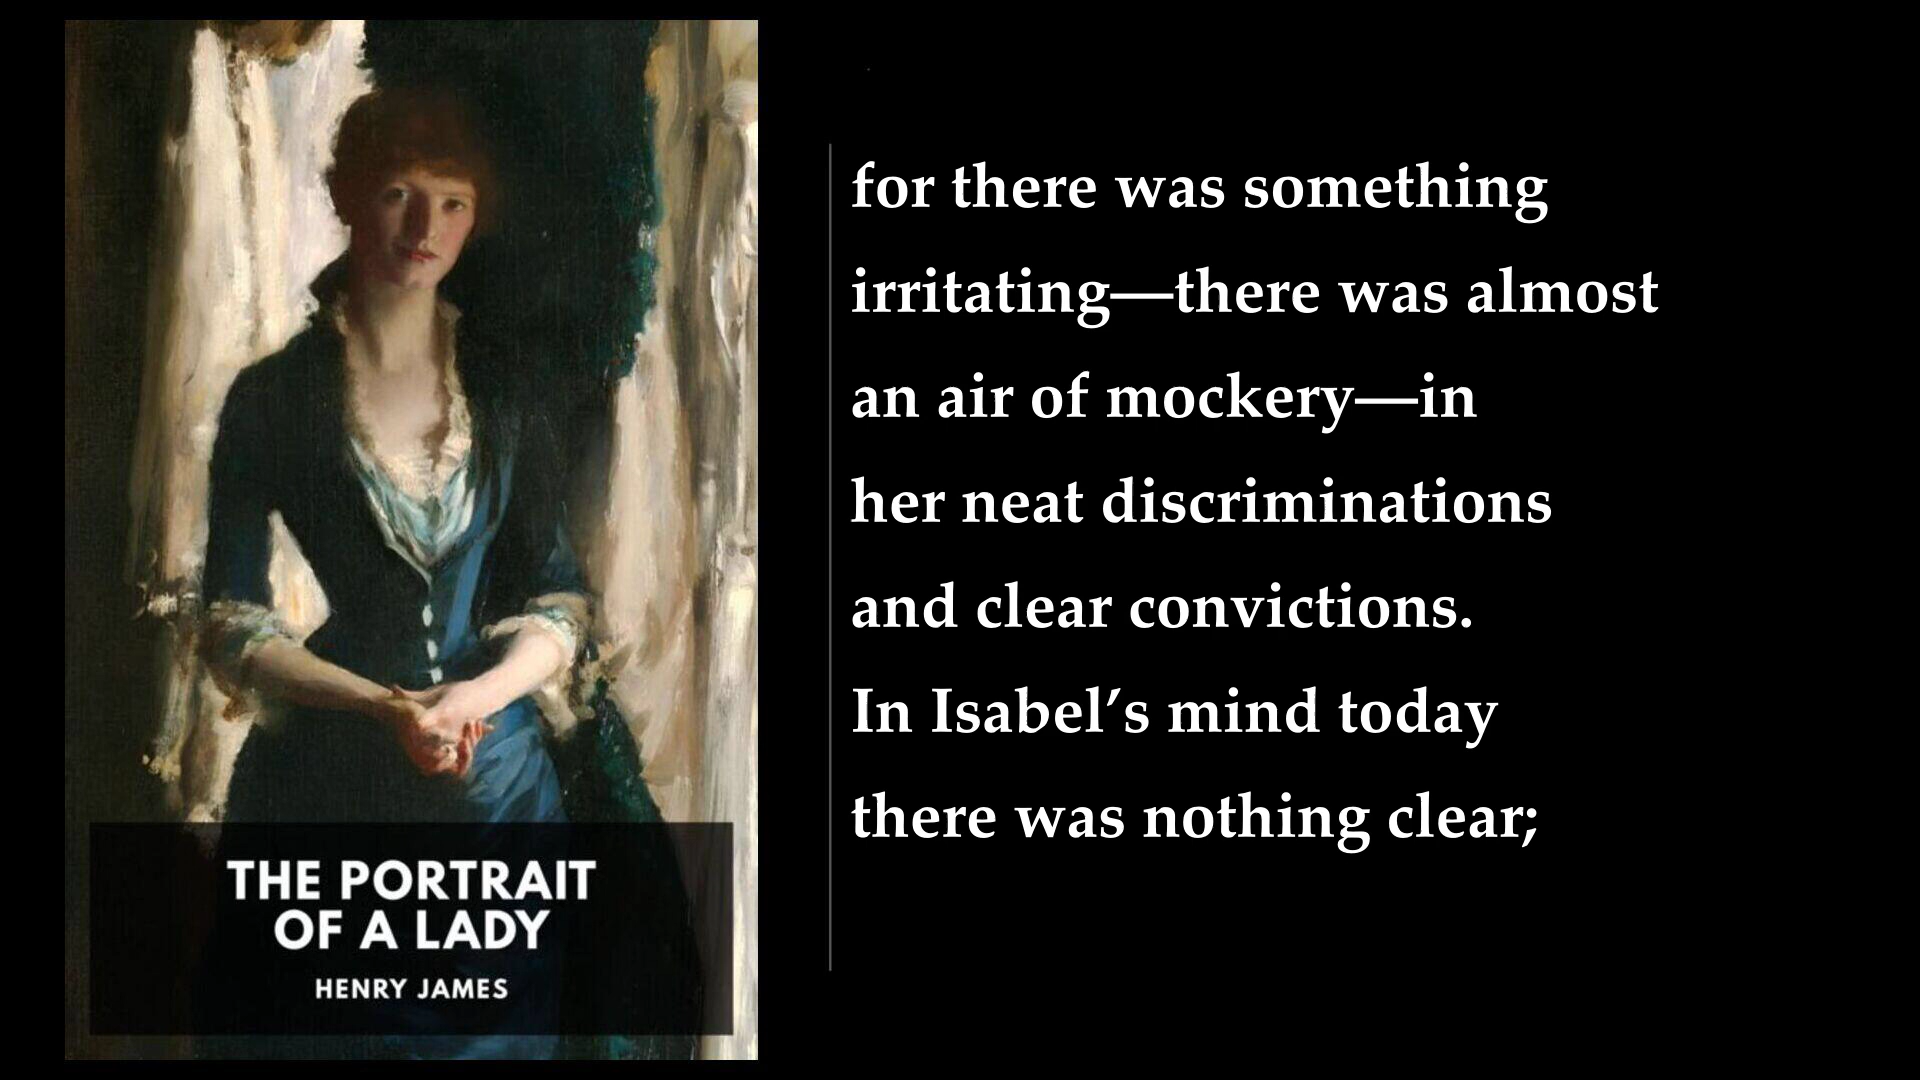 THE PORTRAIT
OF A LADY
HENRY JAMES
for there was something
irritating—there was almost
an air of mockery—in
her neat discriminations
and clear convictions.
In Isabel’s mind today
there was nothing clear;